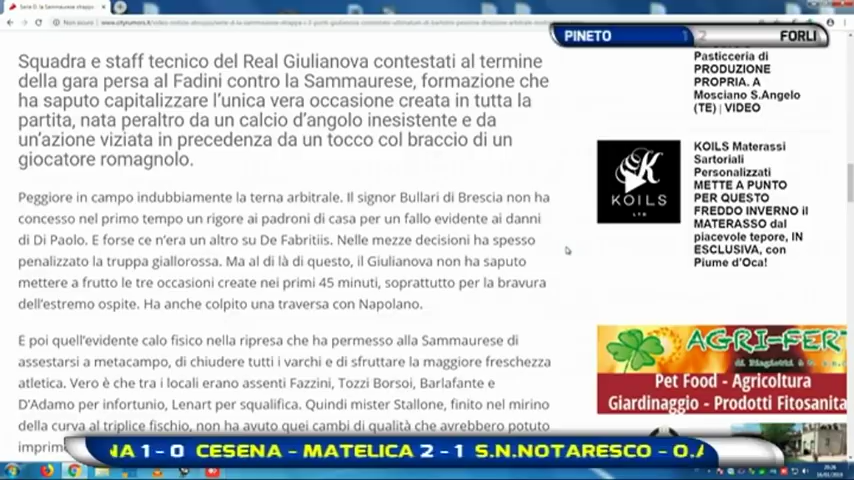 Serie D. la Sammaurese strappa
Non sicuro
PINETO 1 2 FORLI
Squadra e staff tecnico del Real Giulianova contestati al termine
della gara persa al Fadini contro la Sammaurese, formazione che
ha saputo capitalizzare l'unica vera occasione creata in tutta la
partita, nata peraltro da un calcio d'angolo inesistente e da
un'azione viziata in precedenza da un tocco col braccio di un
giocatore romagnolo.
Peggiore in campo indubbiamente la terna arbitrale. Il signor Bullari di Brescia non ha
concesso nel primo tempo un rigore ai padroni di casa per un fallo evidente ai danni
di Di Paolo. E forse ce n'era un altro su De Fabritiis. Nelle mezze decisioni ha spesso
penalizzato la truppa giallorossa. Ma al di là di questo, il Giulianova non ha saputo
mettere a frutto le tre occasioni create nei primi 45 minuti, soprattutto per la bravura
dell'estremo ospite. Ha anche colpito una traversa con Napolano.
E poi quell'evidente calo fisico nella ripresa che ha permesso alla Sammaurese di
assestarsi a metacampo, di chiudere tutti i varchi e di sfruttare la maggiore freschezza
atletica. Vero è che tra i locali erano assenti Fazzini, Tozzi Borsoi, Barlafante e
D'Adamo per infortunio, Lenart per squalifica. Quindi mister Stallone, finito nel mirino
della curva al triplice fischio, non ha avuto quei cambi di qualità che avrebbero potuto
Pasticceria di
PRODUZIONE
PROPRIA. A
Mosciano S.Angelo
(TE) | VIDEO
KOILS
LTD
KOILS Materassi
Sartoriali
Personalizzati
METTE A PUNTO
PER QUESTO
FREDDO INVERNO il
MATERASSO dal
piacevole tepore, IN
ESCLUSIVA, con
Piume d'Oca!
AGRI-FERT
Pet Food - Agricoltura
Giardinaggio - Prodotti Fitosanita
NA 1 - 0 CESENA - MATELICA 2 - 1 S.N.NOTARESCO - O.A
20:26